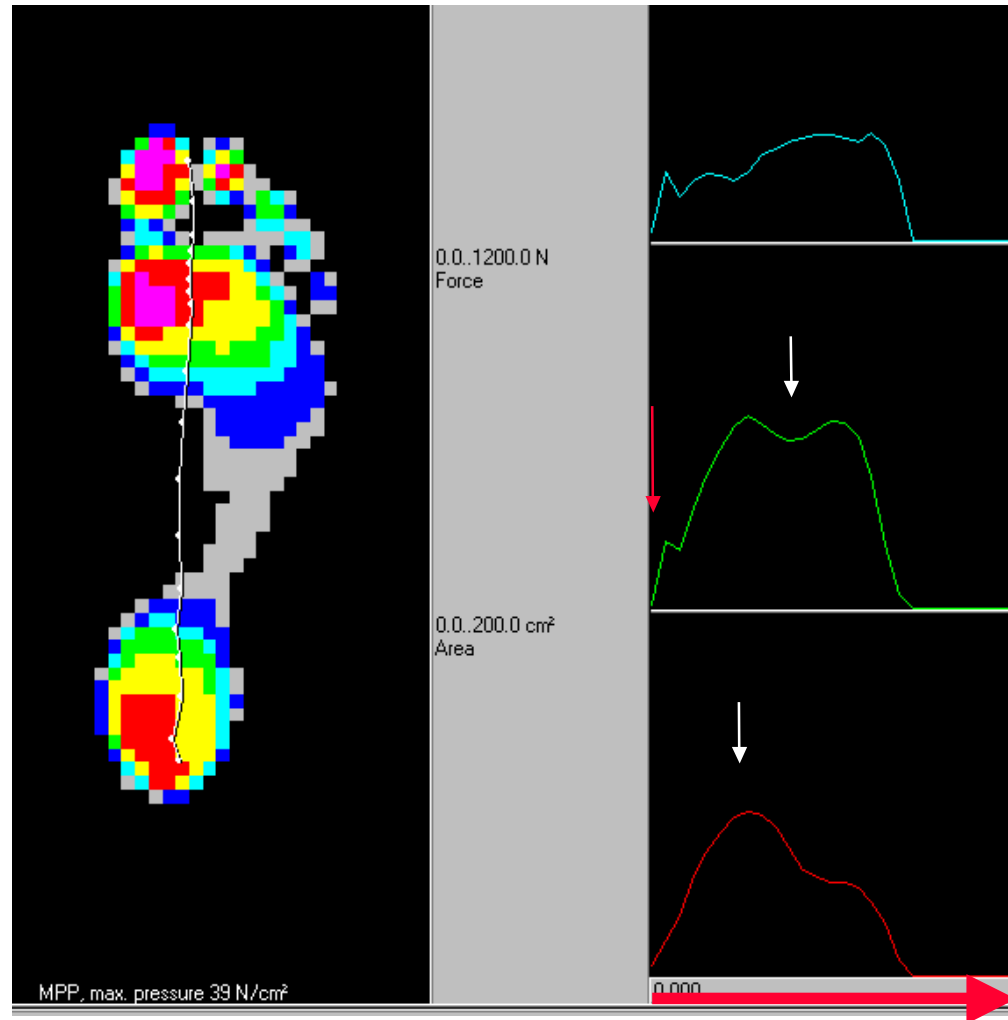 0.0..1200.0 N
Force
0.0..200.0 cm²
Area
MPP, max. pressure 39 N/cm²
0.000